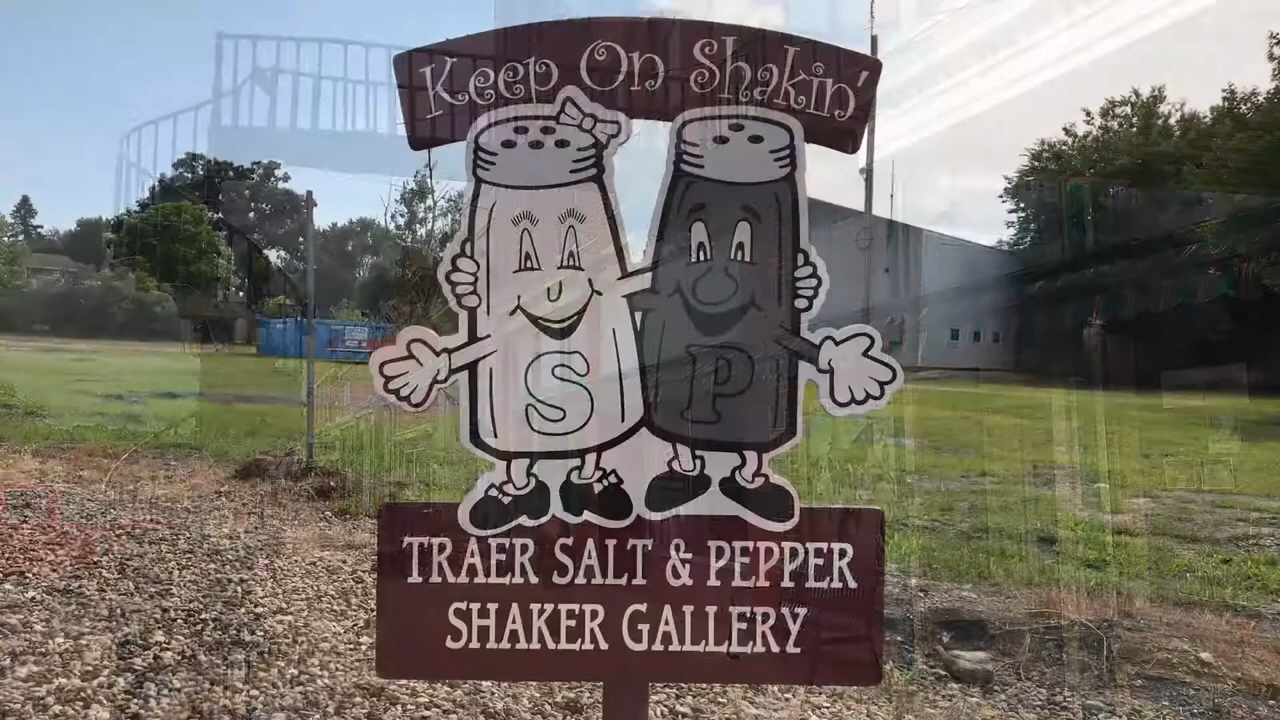 Keep On Shakin'
S
P
TRAER SALT & PEPPER
SHAKER GALLERY